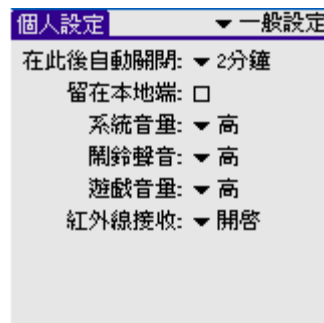 個人設定 一般設定
在此後自動關閉: 2分鐘
留在本地端:
系統音量: 高
鬧鈴聲音: 高
遊戲音量: 高
紅外線接收: 開啓